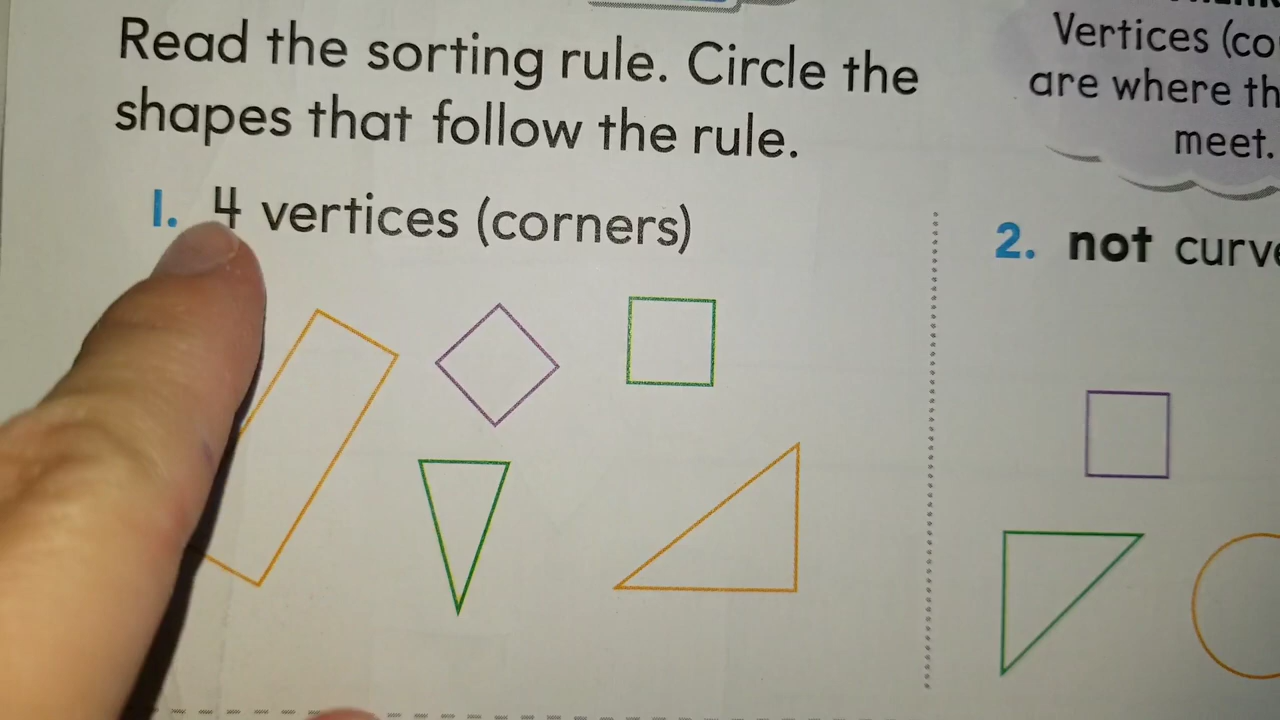 Read the sorting rule. Circle the
shapes that follow the rule.
1. 4 vertices (corners)
Vertices
are where
meet.
2. not